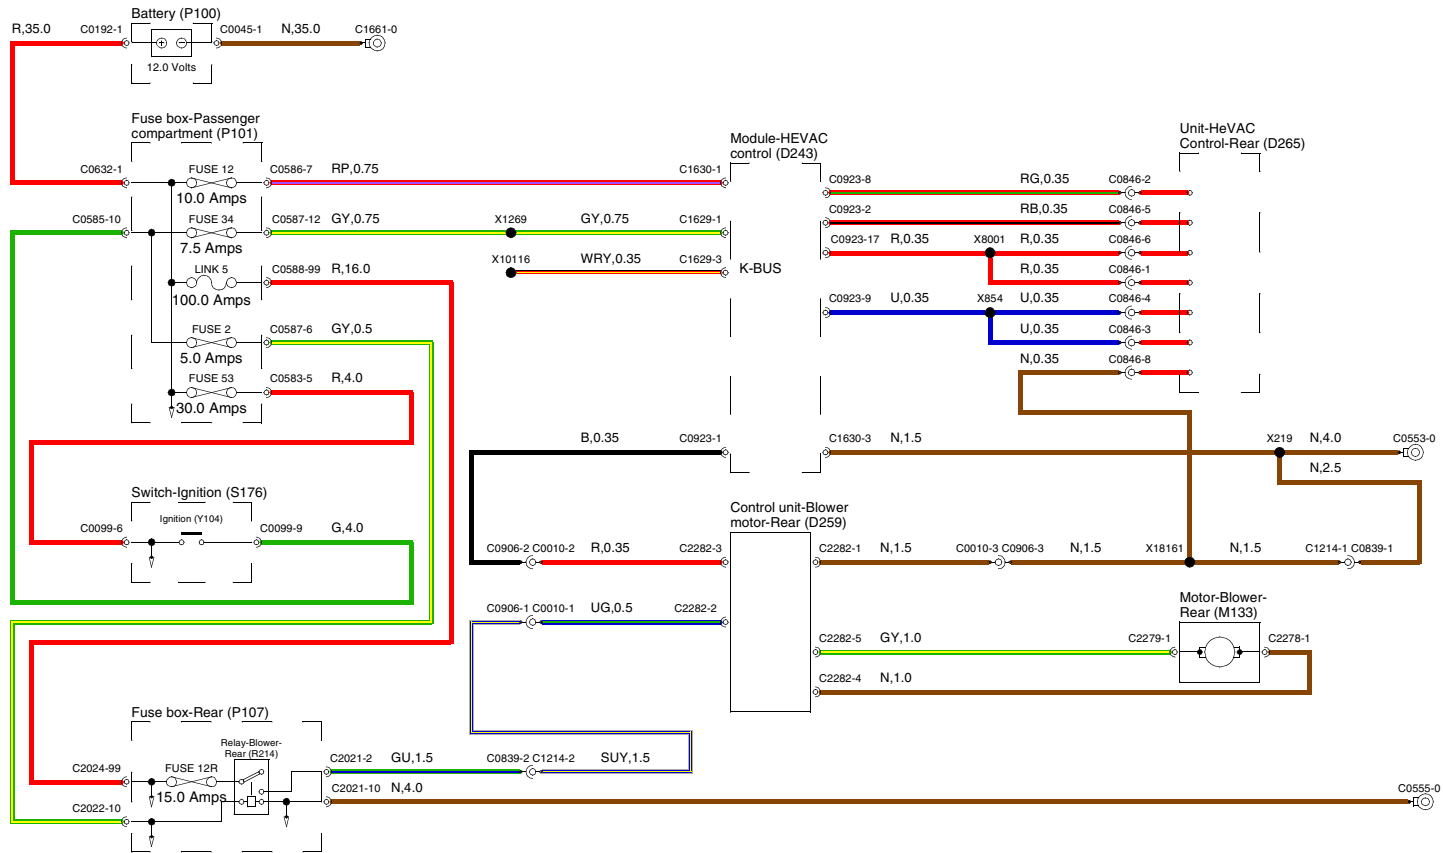 Battery (P100)
R,35.0
C0192-1
C0045-1
N,35.0
C1661-0
12.0 Volts
Fuse box-Passenger
compartment (P101)
C0632-1
FUSE 12
10.0 Amps
C0586-7
RP,0.75
C1630-1
C0585-10
FUSE 34
7.5 Amps
C0587-12
GY,0.75
X1269
GY,0.75
C1629-1
X10116
WRY,0.35
C1629-3
LINK 5
100.0 Amps
C0588-99
R,16.0
FUSE 2
5.0 Amps
C0587-6
GY,0.5
FUSE 53
30.0 Amps
C0583-5
R,4.0
Module-HEVAC
control (D243)
K-BUS
Unit-HeVAC
Control-Rear (D265)
C0923-8
RG,0.35
C0846-2
C0923-2
RB,0.35
C0846-5
C0923-17
R,0.35
X8001
R,0.35
C0846-6
R,0.35
C0846-1
C0923-9
U,0.35
X854
U,0.35
C0846-4
U,0.35
C0846-3
N,0.35
C0846-8
B,0.35
C0923-1
C1630-3
N,1.5
X219
N,4.0
C0553-0
N,2.5
Switch-Ignition (S176)
Ignition (Y104)
C0099-6
C0099-9
G,4.0
Control unit-Blower
motor-Rear (D259)
C0906-2
C0010-2
R,0.35
C2282-3
C2282-1
N,1.5
C0010-3
C0906-3
N,1.5
X18161
N,1.5
C1214-1
C0839-1
C0906-1
C0010-1
UG,0.5
C2282-2
Motor-Blower-
Rear (M133)
C2282-5
GY,1.0
C2279-1
C2278-1
C2282-4
N,1.0
Fuse box-Rear (P107)
Relay-Blower-
Rear (R214)
C2024-99
FUSE 12R
15.0 Amps
C2021-2
GU,1.5
C0839-2
C1214-2
SUY,1.5
C2022-10
C2021-10
N,4.0
C0555-0